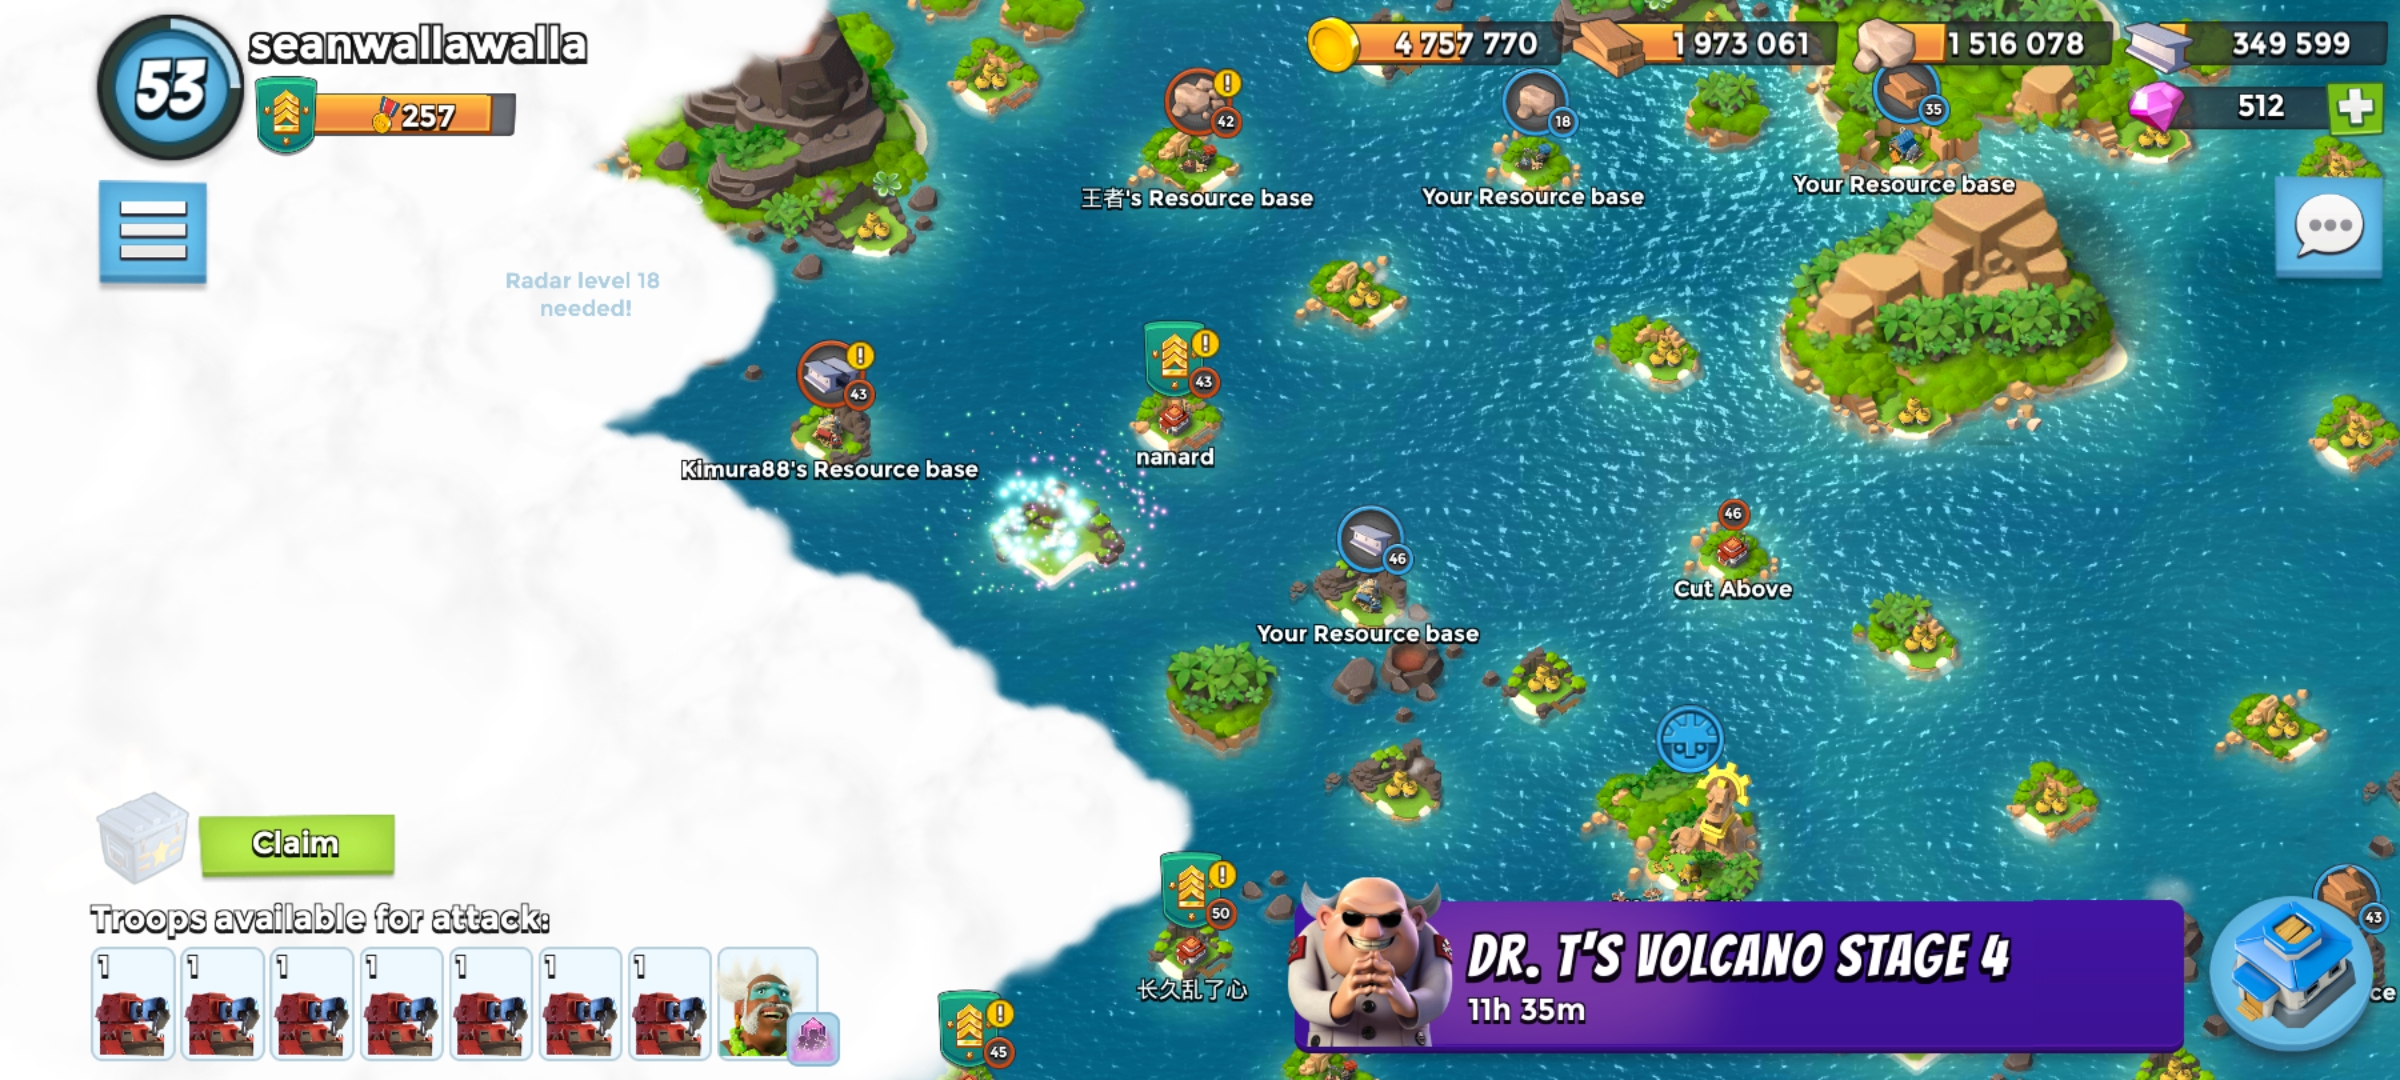 53
seanwallawalla
257
4 757 770
1 973 061
1 516 078
349 599
512
42
王者's Resource base
18
Your Resource base
35
Your Resource base
Radar level 18
needed!
43
Kimura88's Resource base
43
nanard
46
Your Resource base
46
Cut Above
Claim
Troops available for attack:
1
1
1
1
1
1
1
50
长久乱了心
45
DR. T'S VOLCANO STAGE 4
11h 35m
43
ce